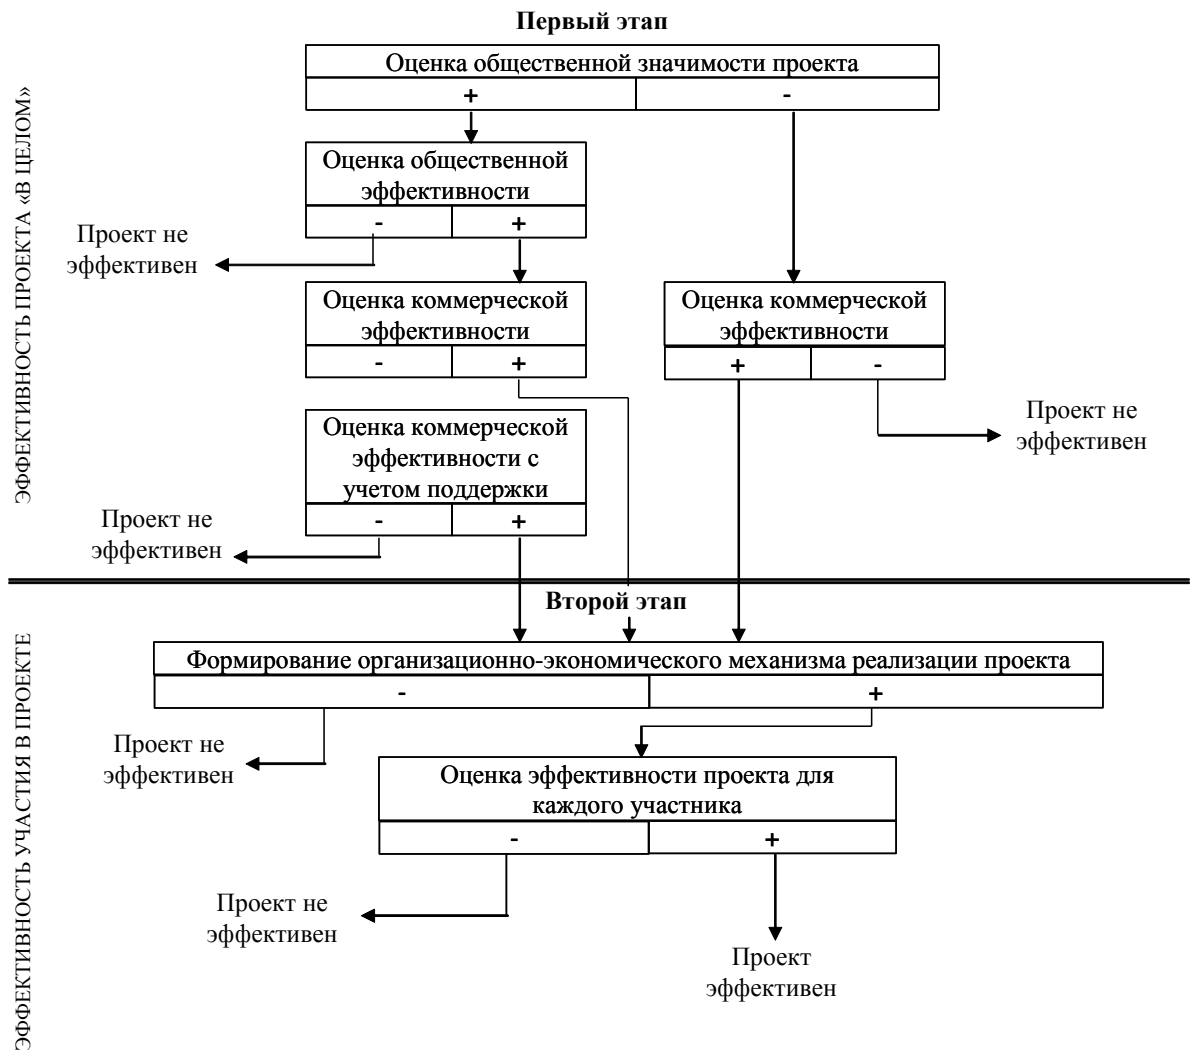 Первый этап
ЭФФЕКТИВНОСТЬ ПРОЕКТА «В ЦЕЛОМ»
Оценка общественной значимости проекта
+
-
Оценка общественной
эффективности
-
+
Проект не
эффективен
Оценка коммерческой
эффективности
-
+
Оценка коммерческой
эффективности
+
-
Проект не
эффективен
Оценка коммерческой
эффективности с
учетом поддержки
-
+
Проект не
эффективен
Второй этап
ЭФФЕКТИВНОСТЬ УЧАСТИЯ В ПРОЕКТЕ
Формирование организационно-экономического механизма реализации проекта
-
+
Проект не
эффективен
Оценка эффективности проекта для
каждого участника
-
+
Проект не
эффективен
Проект
эффективен